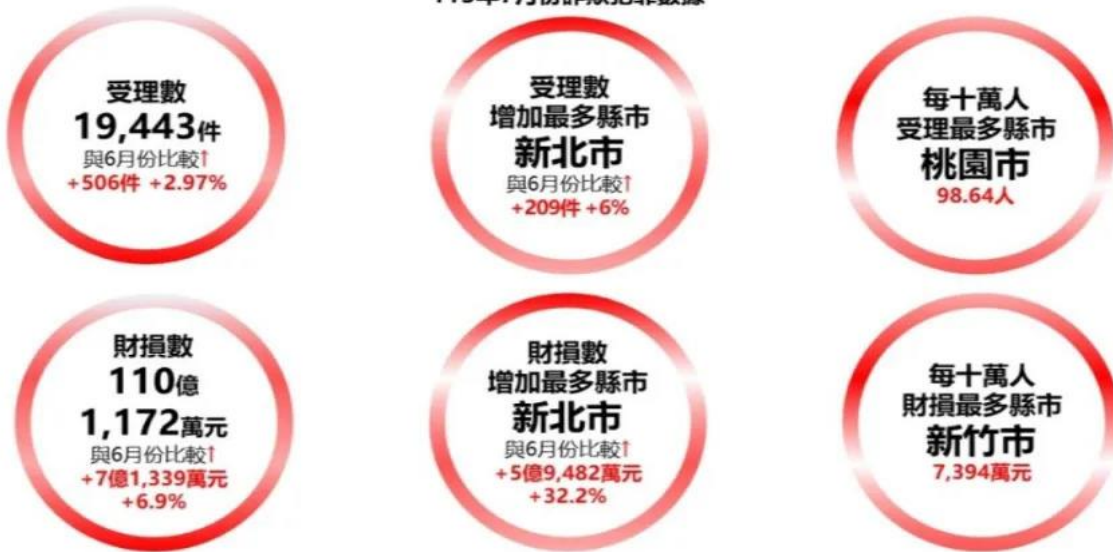 受理數
19,443件
與6月份比較↑
+506件 +2.97%
受理數
增加最多縣市
新北市
與6月份比較↑
+209件 +6%
每十萬人
受理最多縣市
桃園市
98.64人
財損數
110億
1,172萬元
與6月份比較↑
+7億1,339萬元
+6.9%
財損數
增加最多縣市
新北市
與6月份比較↑
+5億9,482萬元
+32.2%
每十萬人
財損最多縣市
新竹市
7,394萬元